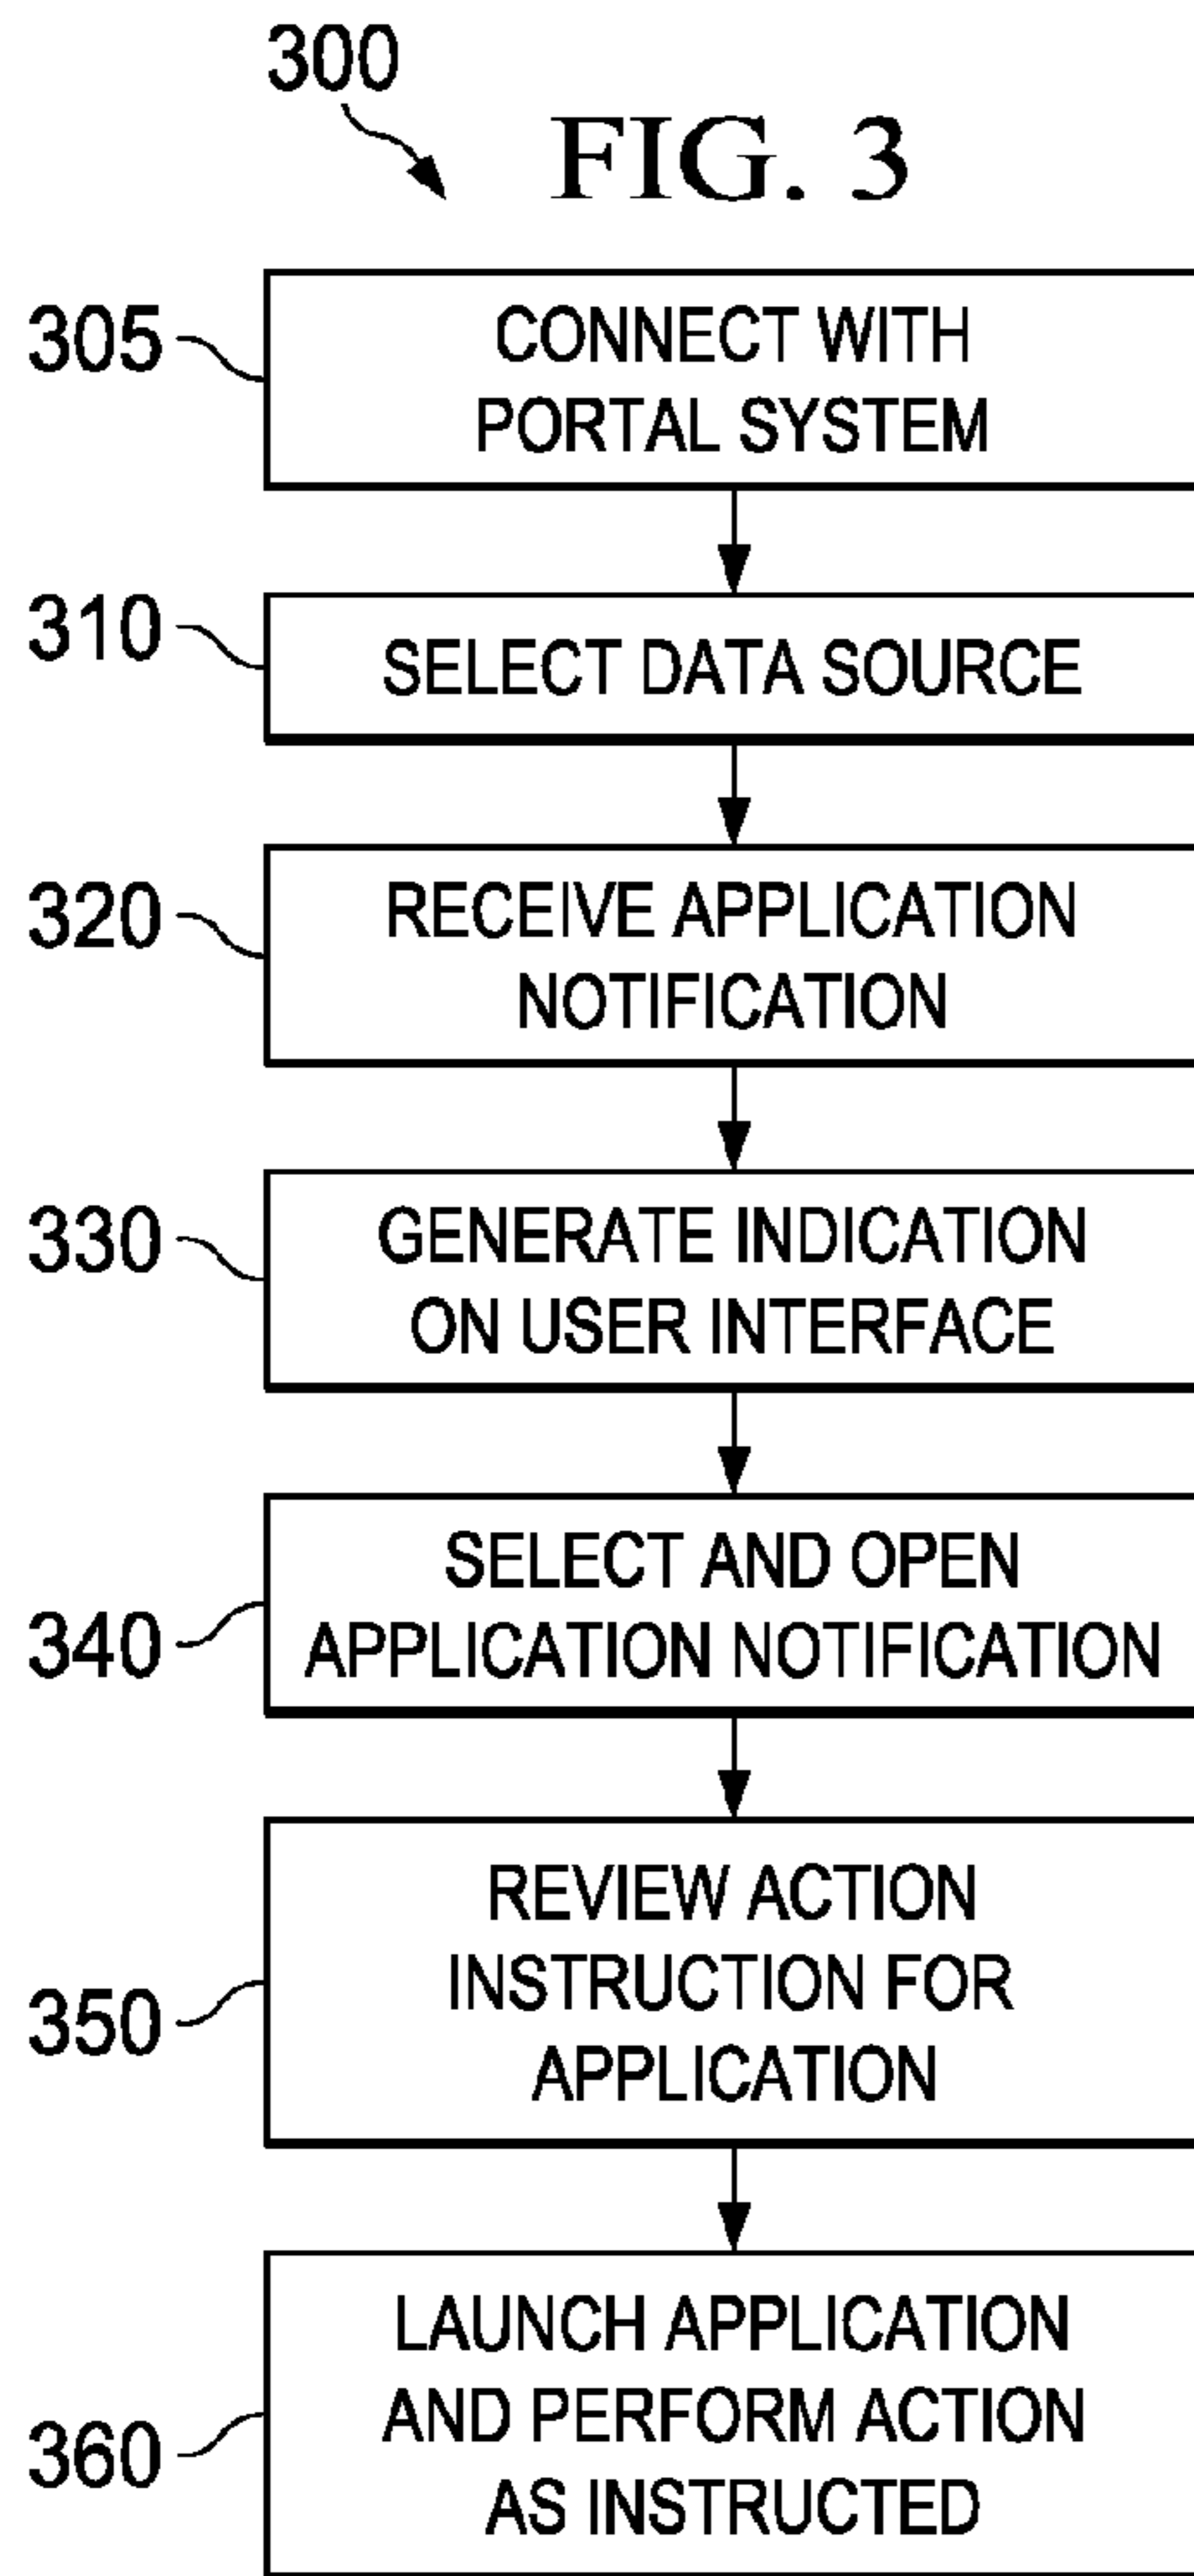 300
FIG. 3
305
CONNECT WITH
PORTAL SYSTEM
310
SELECT DATA SOURCE
320
RECEIVE APPLICATION
NOTIFICATION
330
GENERATE INDICATION
ON USER INTERFACE
340
SELECT AND OPEN
APPLICATION NOTIFICATION
350
REVIEW ACTION
INSTRUCTION FOR
APPLICATION
360
LAUNCH APPLICATION
AND PERFORM ACTION
AS INSTRUCTED